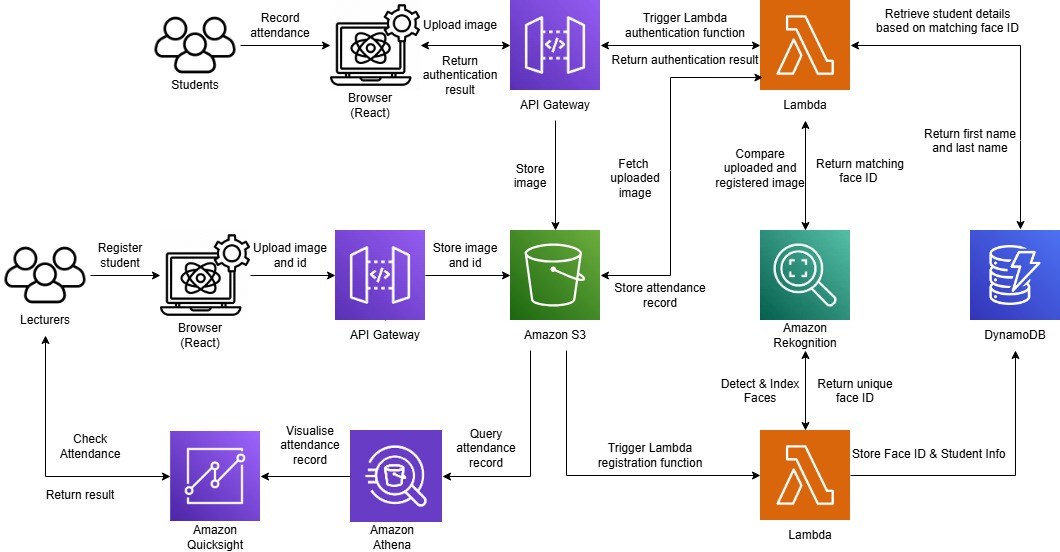 Record
attendance
Students
Browser
(React)
Upload image
Return
authentication
result
API Gateway
Trigger Lambda
authentication function
Return authentication result
Lambda
Retrieve student details
based on matching face ID
Return first name
and last name
Store
image
Fetch
uploaded
image
Compare
uploaded and
registered image
Return matching
face ID
Lecturers
Register
student
Browser
(React)
Upload image
and id
API Gateway
Store image
and id
Amazon S3
Store attendance
record
Amazon
Rekognition
DynamoDB
Detect & Index
Faces
Return unique
face ID
Check
Attendance
Return result
Amazon
Quicksight
Visualise
attendance
record
Amazon
Athena
Query
attendance
record
Trigger Lambda
registration function
Lambda
Store Face ID & Student Info